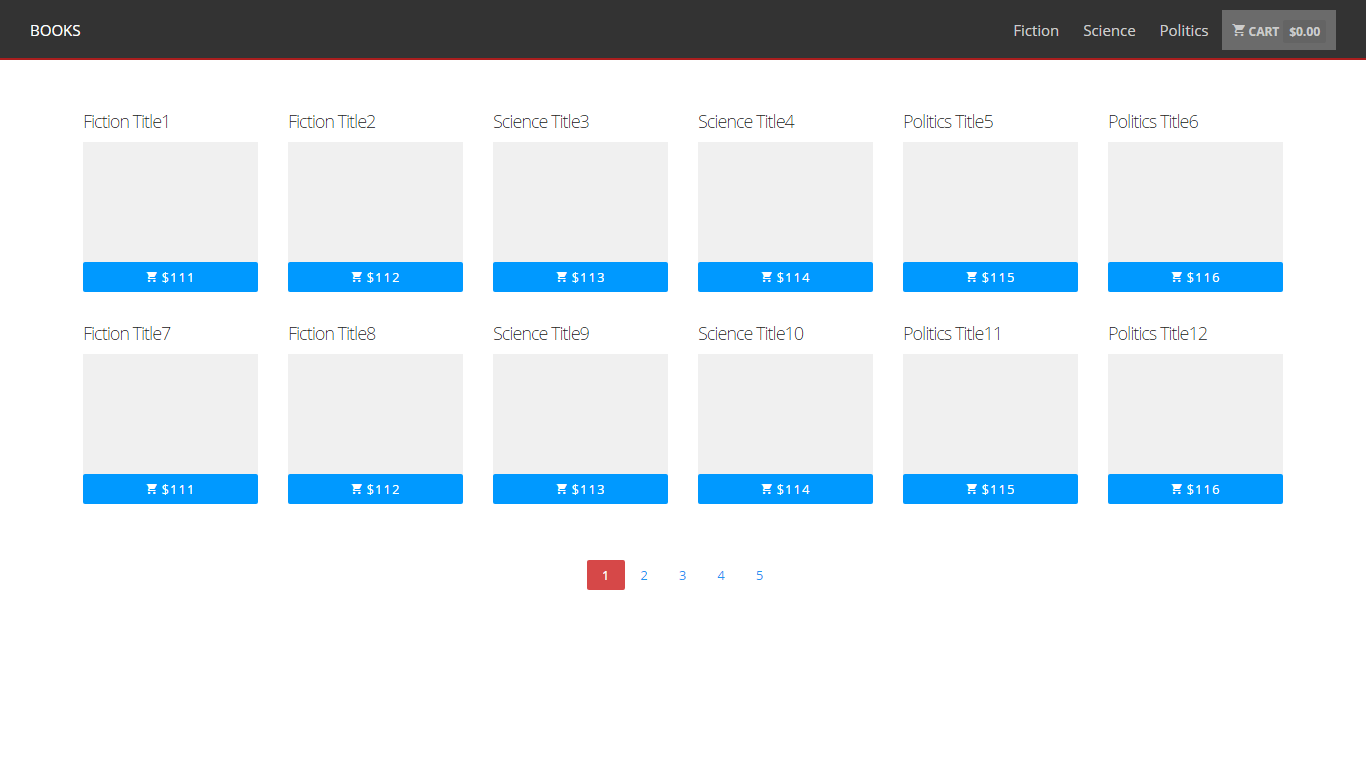 BOOKS Fiction Science Politics CART $0.00
Fiction Title1 Fiction Title2 Science Title3 Science Title4 Politics Title5 Politics Title6
$111 $112 $113 $114 $115 $116
Fiction Title7 Fiction Title8 Science Title9 Science Title10 Politics Title11 Politics Title12
$111 $112 $113 $114 $115 $116
1 2 3 4 5